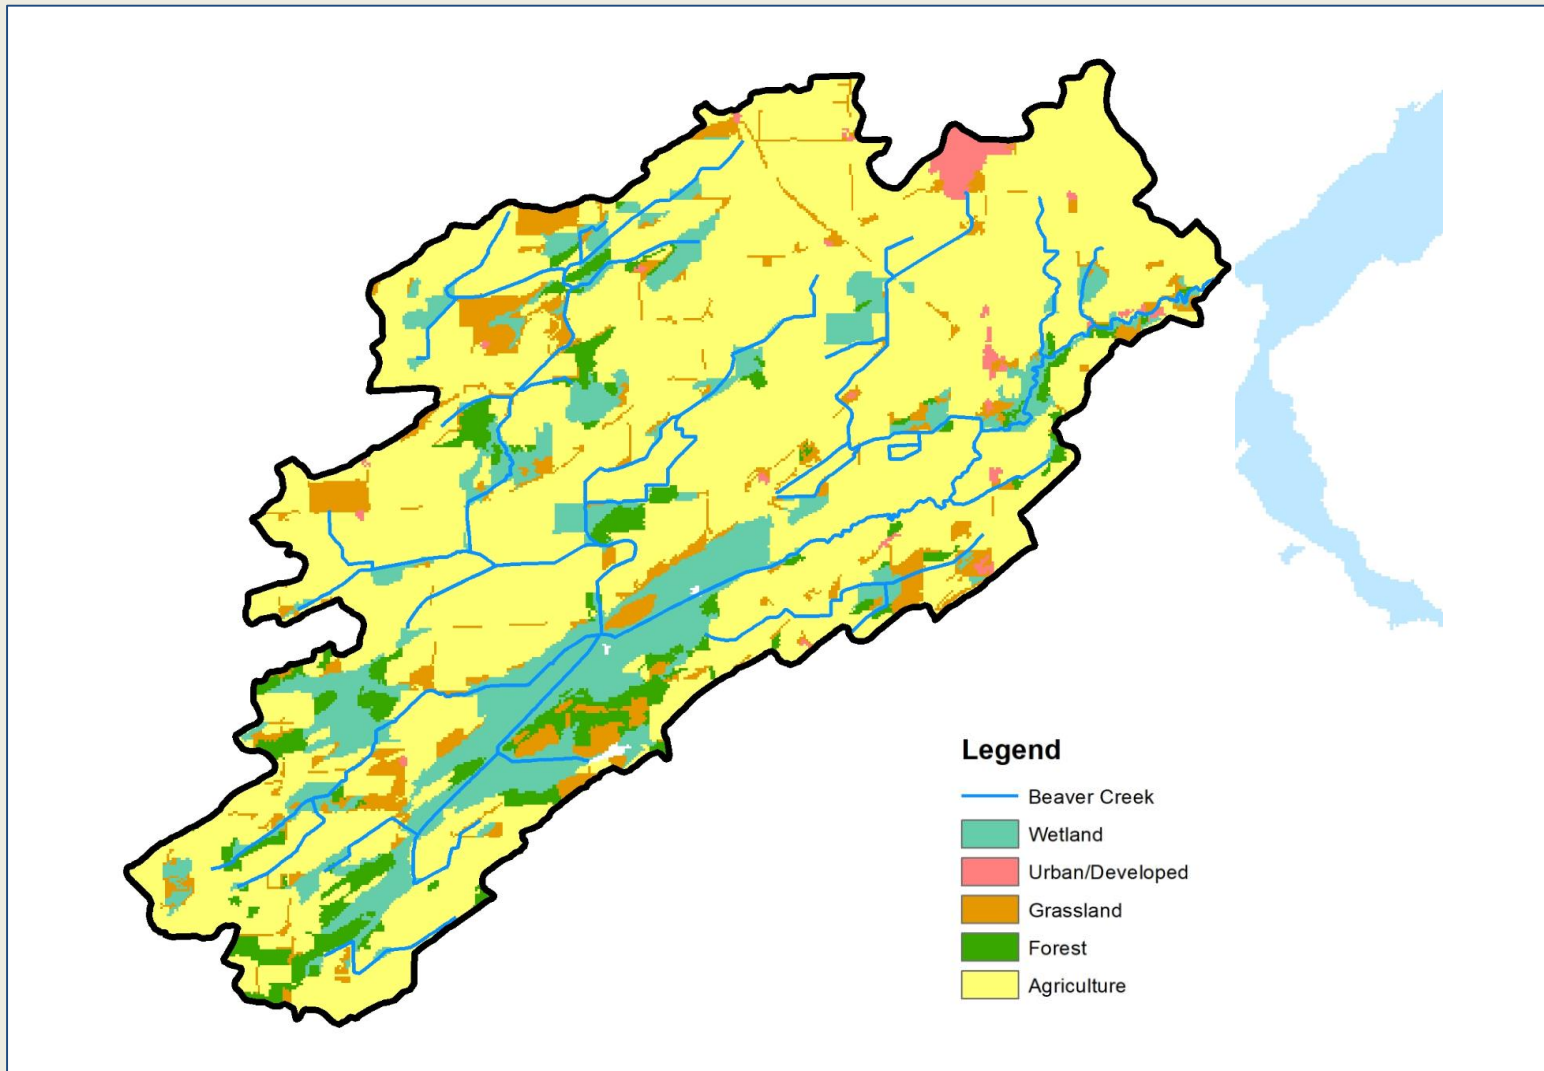 Legend
Beaver Creek
Wetland
Urban/Developed
Grassland
Forest
Agriculture